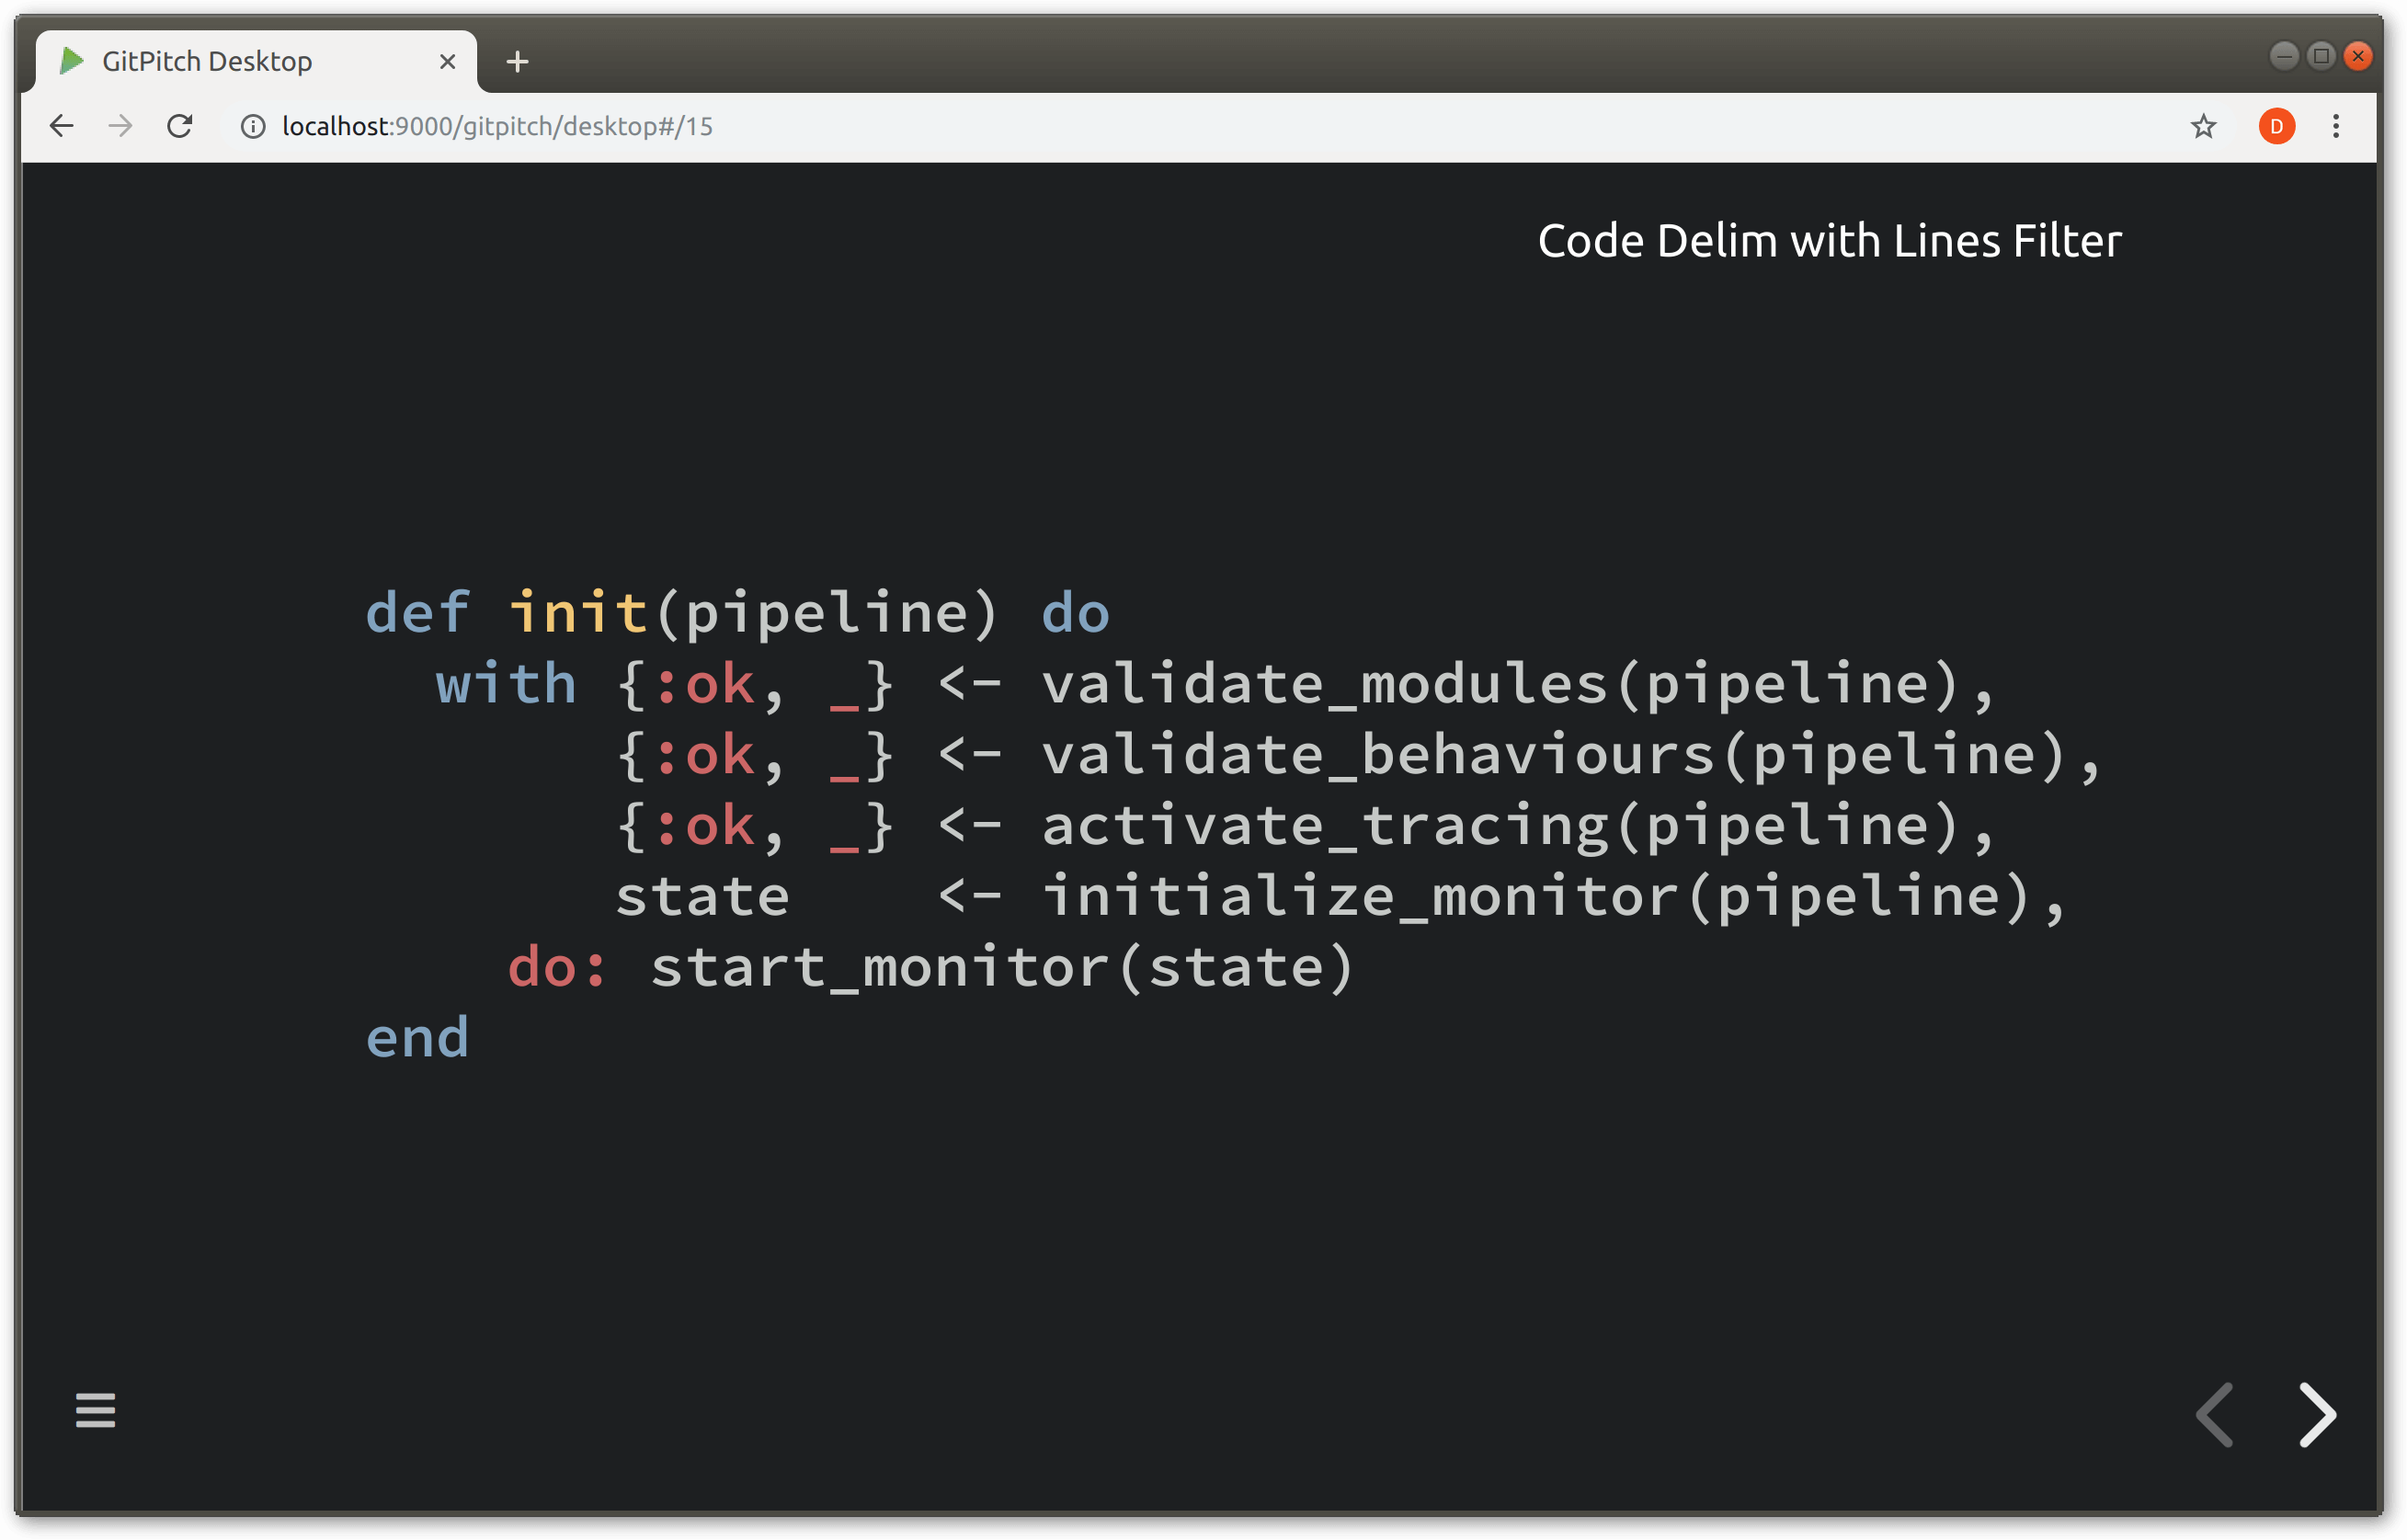 GitPitch Desktop
localhost:9000/gitpitch/desktop#/15
D
Code Delim with Lines Filter
def init(pipeline) do
  with {:ok, _} <- validate_modules(pipeline),
       {:ok, _} <- validate_behaviours(pipeline),
       {:ok, _} <- activate_tracing(pipeline),
       state    <- initialize_monitor(pipeline),
    do: start_monitor(state)
end